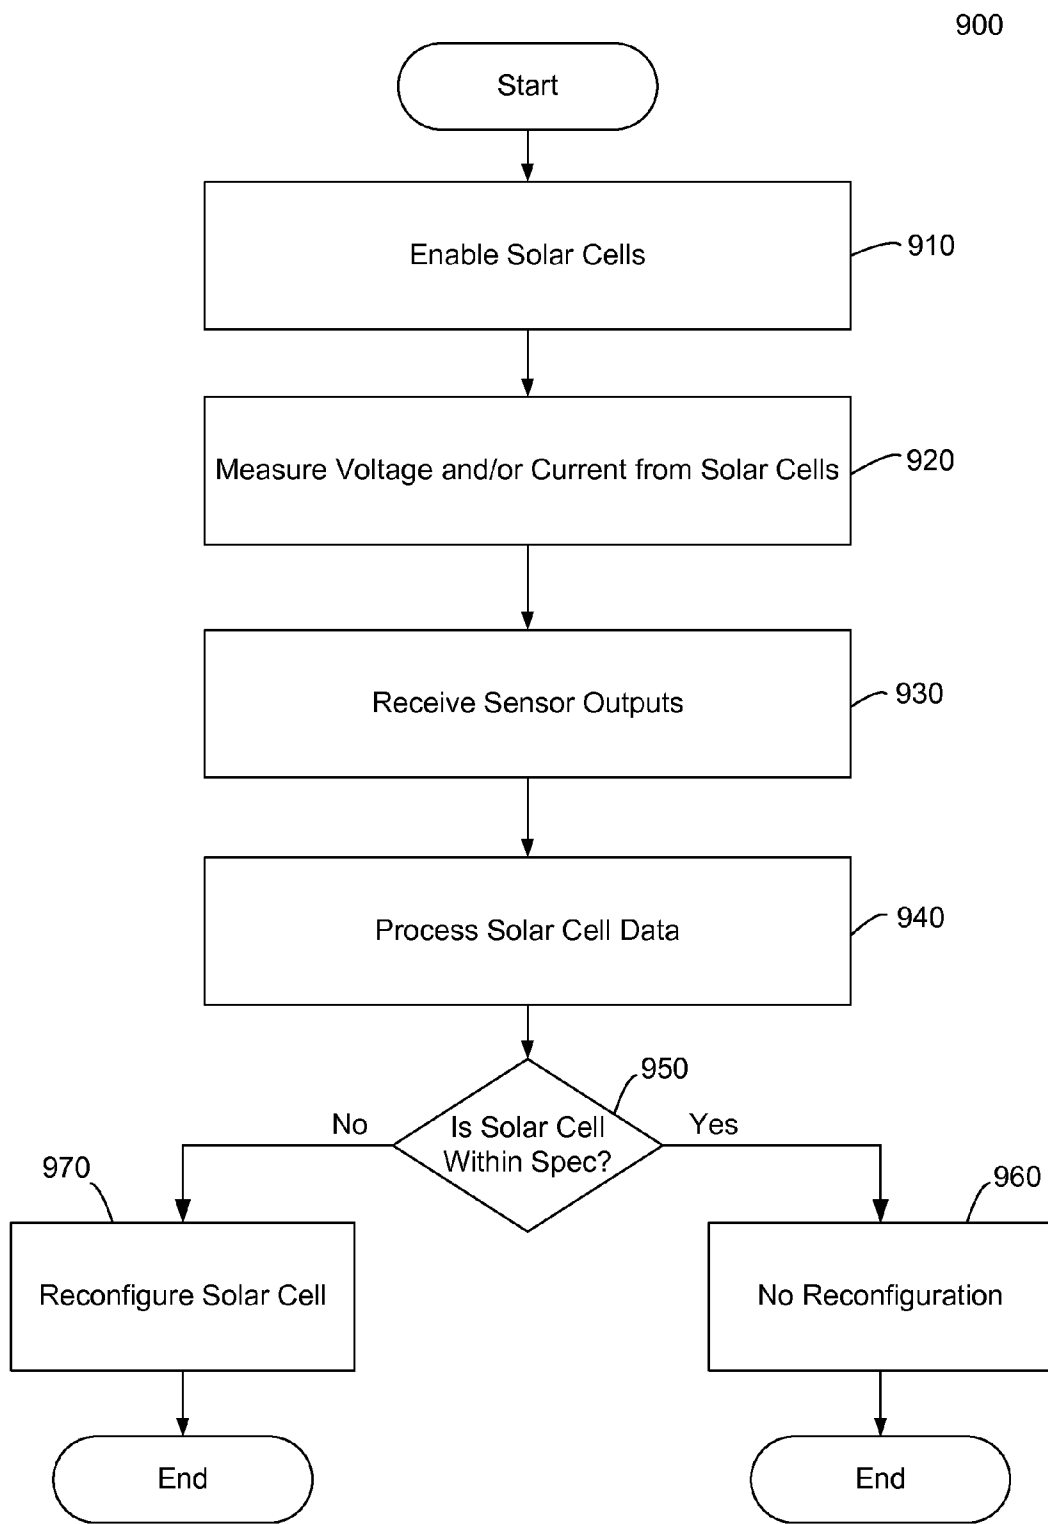 900
Start
Enable Solar Cells
910
Measure Voltage and/or Current from Solar Cells
920
Receive Sensor Outputs
930
Process Solar Cell Data
940
950
Is Solar Cell
Within Spec?
No
Yes
970
960
Reconfigure Solar Cell
No Reconfiguration
End
End